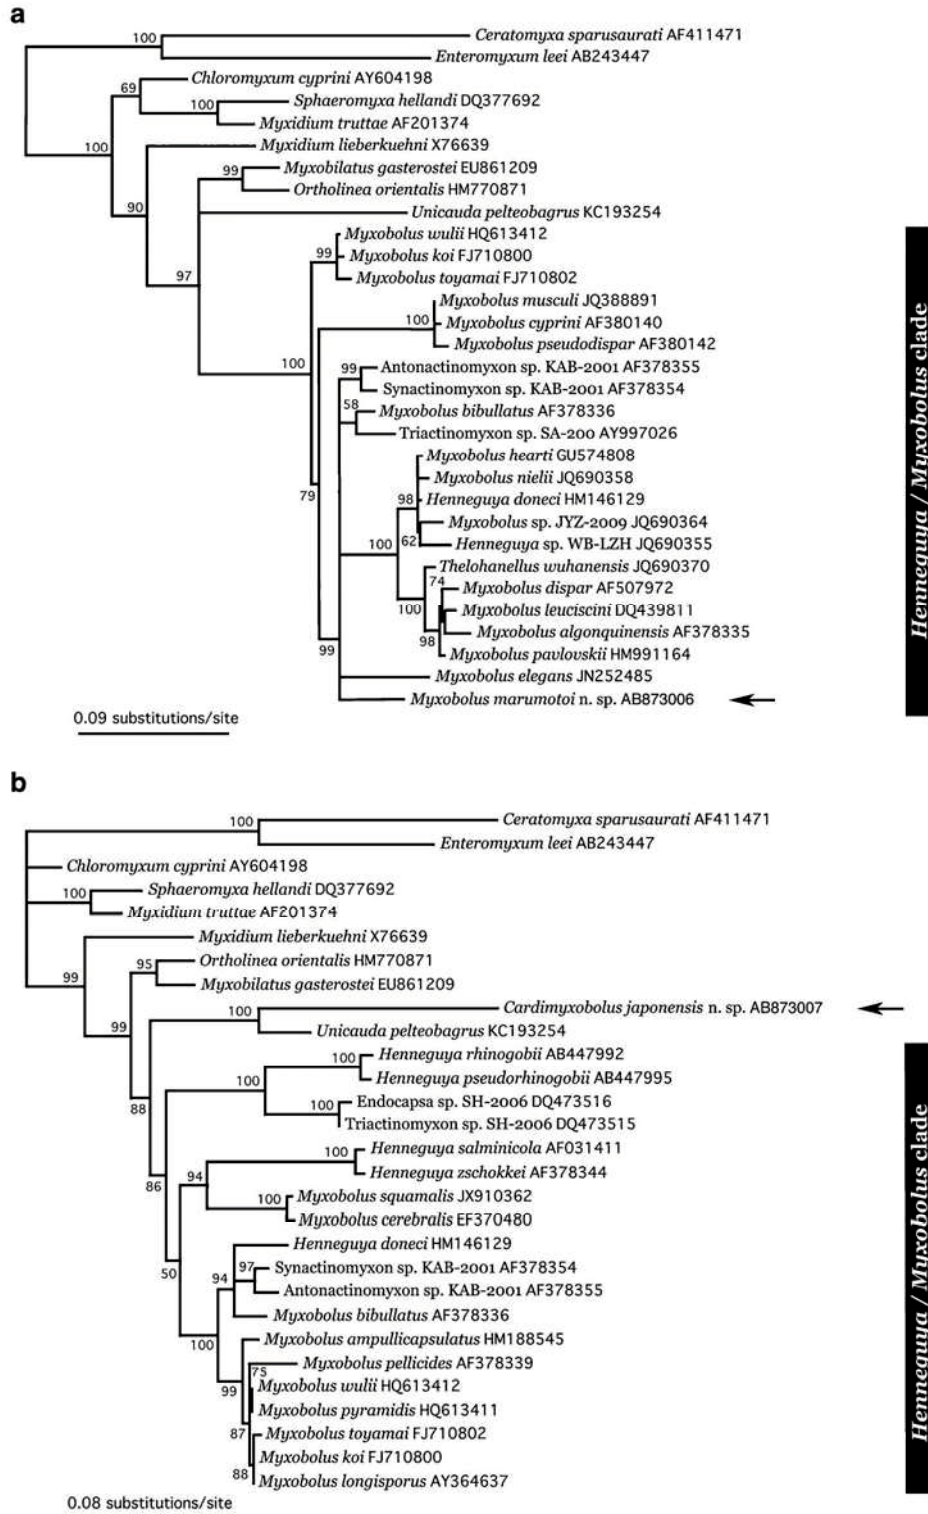 a
100
Ceratomyxa sparusaurati AF411471
Enteromyxum leei AB243447
Chloromyxum cyprini AY604198
69
100
Sphaeromyxa hellandi DQ377692
Myxidium truttae AF201374
100
Myxidium lieberkuehni X76639
99
Myxobilatus gasterostei EU861209
Ortholinea orientalis HM770871
90
Unicauda pelteobagrus KC193254
Myxobolus wulii HQ613412
99
Myxobolus koi FJ710800
97
Myxobolus toyamai FJ710802
Myxobolus musculi JQ388891
100
Myxobolus cyprini AF380140
Myxobolus pseudodispar AF380142
100
99
Antonactinomyxon sp. KAB-2001 AF378355
Synactinomyxon sp. KAB-2001 AF378354
58
Myxobolus bibullatus AF378336
Triactinomyxon sp. SA-200 AY997026
Myxobolus hearti GU574808
Myxobolus nielii JQ690358
79
98
Henneguya doneci HM146129
Myxobolus sp. JYZ-2009 JQ690364
100
62
Henneguya sp. WB-LZH JQ690355
Thelohanellus wuhanensis JQ690370
74
Myxobolus dispar AF507972
100
Myxobolus leuciscini DQ439811
98
Myxobolus algonquinensis AF378335
99
Myxobolus pavlovskii HM991164
Myxobolus elegans JN252485
Myxobolus marumotoi n. sp. AB873006
Henneguya / Myxobolus clade
0.09 substitutions/site
b
100
Ceratomyxa sparusaurati AF411471
Enteromyxum leei AB243447
Chloromyxum cyprini AY604198
100
Sphaeromyxa hellandi DQ377692
Myxidium truttae AF201374
Myxidium lieberkuehni X76639
95
Ortholinea orientalis HM770871
99
Myxobilatus gasterostei EU861209
100
Cardimyxobolus japonensis n. sp. AB873007
99
Unicauda pelteobagrus KC193254
100
Henneguya rhinogobii AB447992
100
Henneguya pseudorhinogobii AB447995
88
100
Endocapsa sp. SH-2006 DQ473516
Triactinomyxon sp. SH-2006 DQ473515
100
Henneguya salminicola AF031411
94
Henneguya zschokkei AF378344
86
100
Myxobolus squamalis JX910362
Myxobolus cerebralis EF370480
Henneguya doneci HM146129
50
97
Synactinomyxon sp. KAB-2001 AF378354
94
Antonactinomyxon sp. KAB-2001 AF378355
Myxobolus bibullatus AF378336
100
Myxobolus ampullicapsulatus HM188545
Myxobolus pellicides AF378339
75
99
Myxobolus wulii HQ613412
Myxobolus pyramidis HQ613411
87
Myxobolus toyamai FJ710802
Myxobolus koi FJ710800
88
Myxobolus longisporus AY364637
Henneguya / Myxobolus clade
0.08 substitutions/site